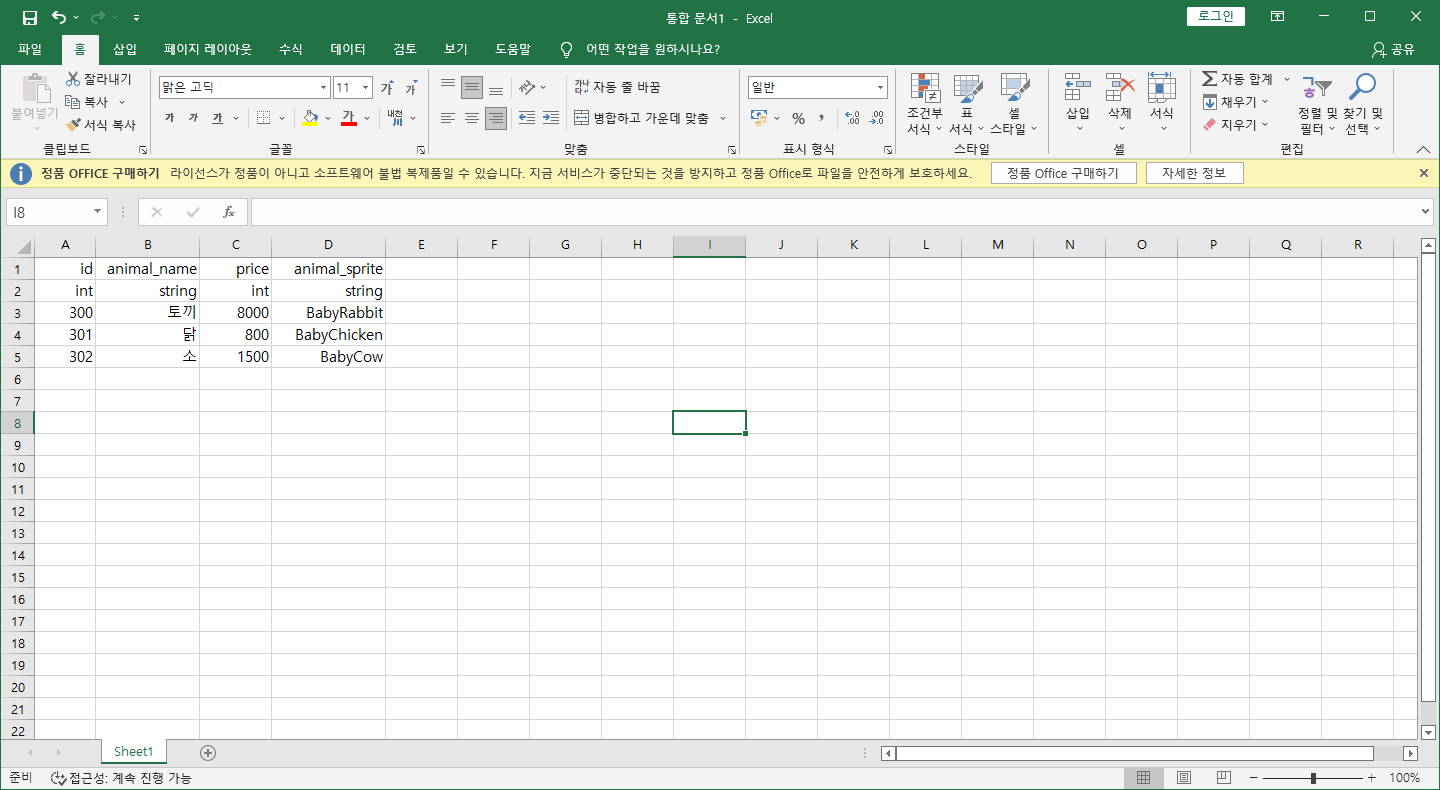 통합 문서1 - Excel
로그인
파일 홈 삽입 페이지 레이아웃 수식 데이터 검토 보기 도움말 어떤 작업을 원하시나요? 공유
붙여넣기
잘라내기
복사
서식 복사
클립보드
맑은 고딕 11 가 가
가 가 가 가 내천
글꼴
자동 줄 바꿈
병합하고 가운데 맞춤
맞춤
일반
% , .00 .00
표시 형식
조건부 서식
표 서식
셀 스타일
스타일
삽입 삭제 서식
셀
자동 합계
채우기
지우기
정렬 및 필터
찾기 및 선택
편집
정품 OFFICE 구매하기 라이선스가 정품이 아니고 소프트웨어 불법 복제품일 수 있습니다. 지금 서비스가 중단되는 것을 방지하고 정품 Office로 파일을 안전하게 보호하세요. 정품 Office 구매하기 자세한 정보
I8 fx
A B C D E F G H I J K L M N O P Q R
1 id animal_name price animal_sprite
2 int string int string
3 300 토끼 8000 BabyRabbit
4 301 닭 800 BabyChicken
5 302 소 1500 BabyCow
6
7
8
9
10
11
12
13
14
15
16
17
18
19
20
21
22
Sheet1
준비 접근성: 계속 진행 가능 100%